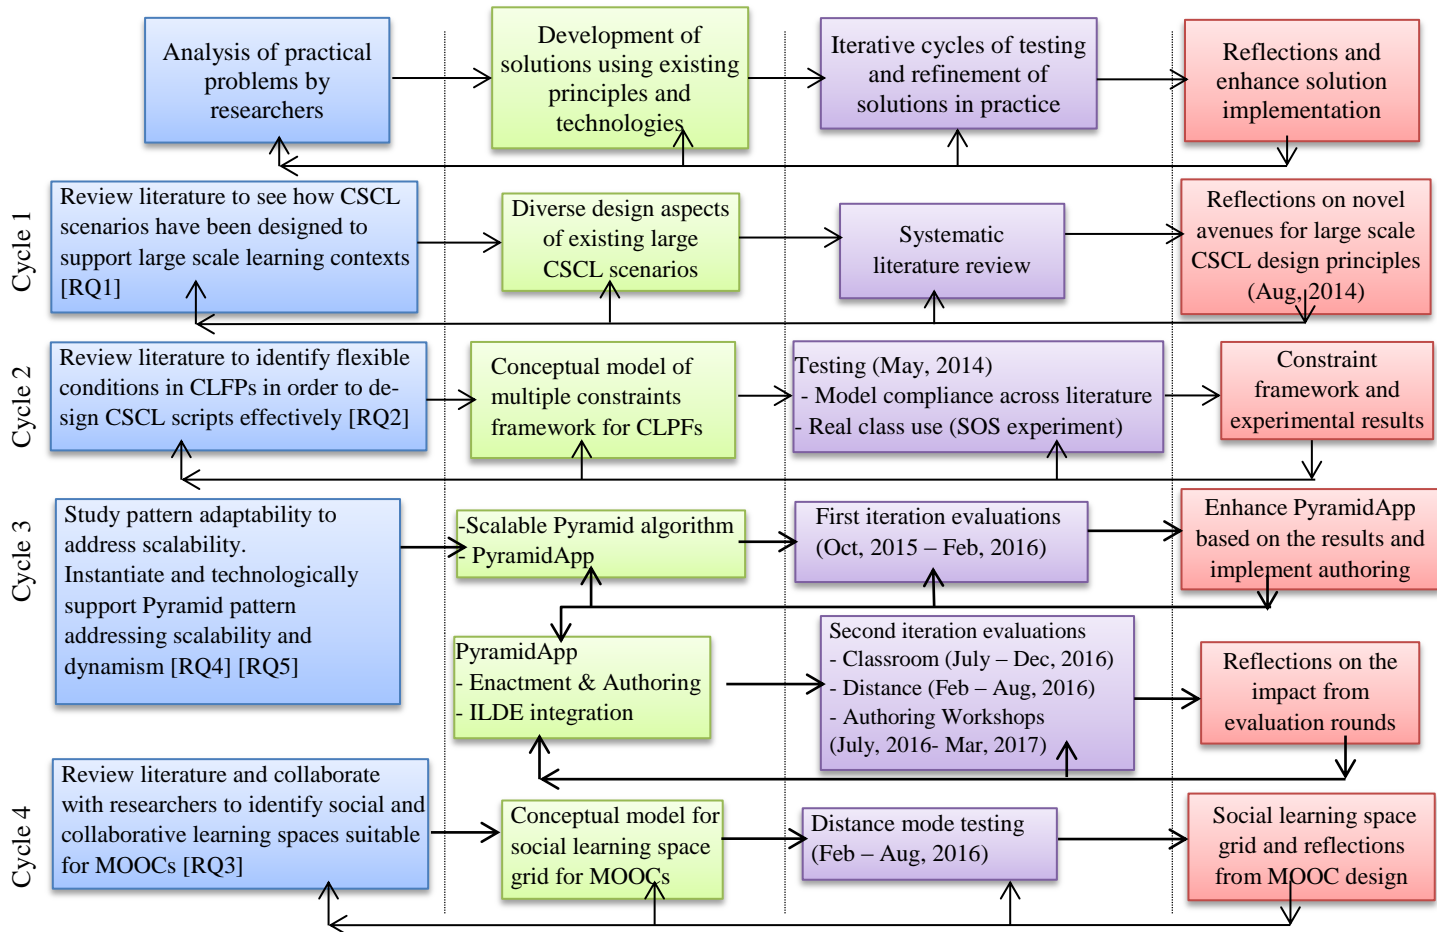 Analysis of practical
problems by
researchers
Development of
solutions using existing
principles and
technologies
Iterative cycles of testing
and refinement of
solutions in practice
Reflections and
enhance solution
implementation
Cycle 1
Review literature to see how CSCL
scenarios have been designed to
support large scale learning contexts
[RQ1]
Diverse design aspects
of existing large
CSCL scenarios
Systematic
literature review
Reflections on novel
avenues for large scale
CSCL design principles
(Aug, 2014)
Cycle 2
Review literature to identify flexible
conditions in CLFPs in order to de-
sign CSCL scripts effectively [RQ2]
Conceptual model of
multiple constraints
framework for CLPFs
Testing (May, 2014)
- Model compliance across literature
- Real class use (SOS experiment)
Constraint
framework and
experimental results
Cycle 3
Study pattern adaptability to
address scalability.
Instantiate and technologically
support Pyramid pattern
addressing scalability and
dynamism [RQ4] [RQ5]
-Scalable Pyramid algorithm
- PyramidApp
First iteration evaluations
(Oct, 2015 – Feb, 2016)
Enhance PyramidApp
based on the results and
implement authoring
PyramidApp
- Enactment & Authoring
- ILDE integration
Second iteration evaluations
- Classroom (July – Dec, 2016)
- Distance (Feb – Aug, 2016)
- Authoring Workshops
(July, 2016- Mar, 2017)
Reflections on the
impact from
evaluation rounds
Cycle 4
Review literature and collaborate
with researchers to identify social and
collaborative learning spaces suitable
for MOOCs [RQ3]
Conceptual model for
social learning space
grid for MOOCs
Distance mode testing
(Feb – Aug, 2016)
Social learning space
grid and reflections
from MOOC design